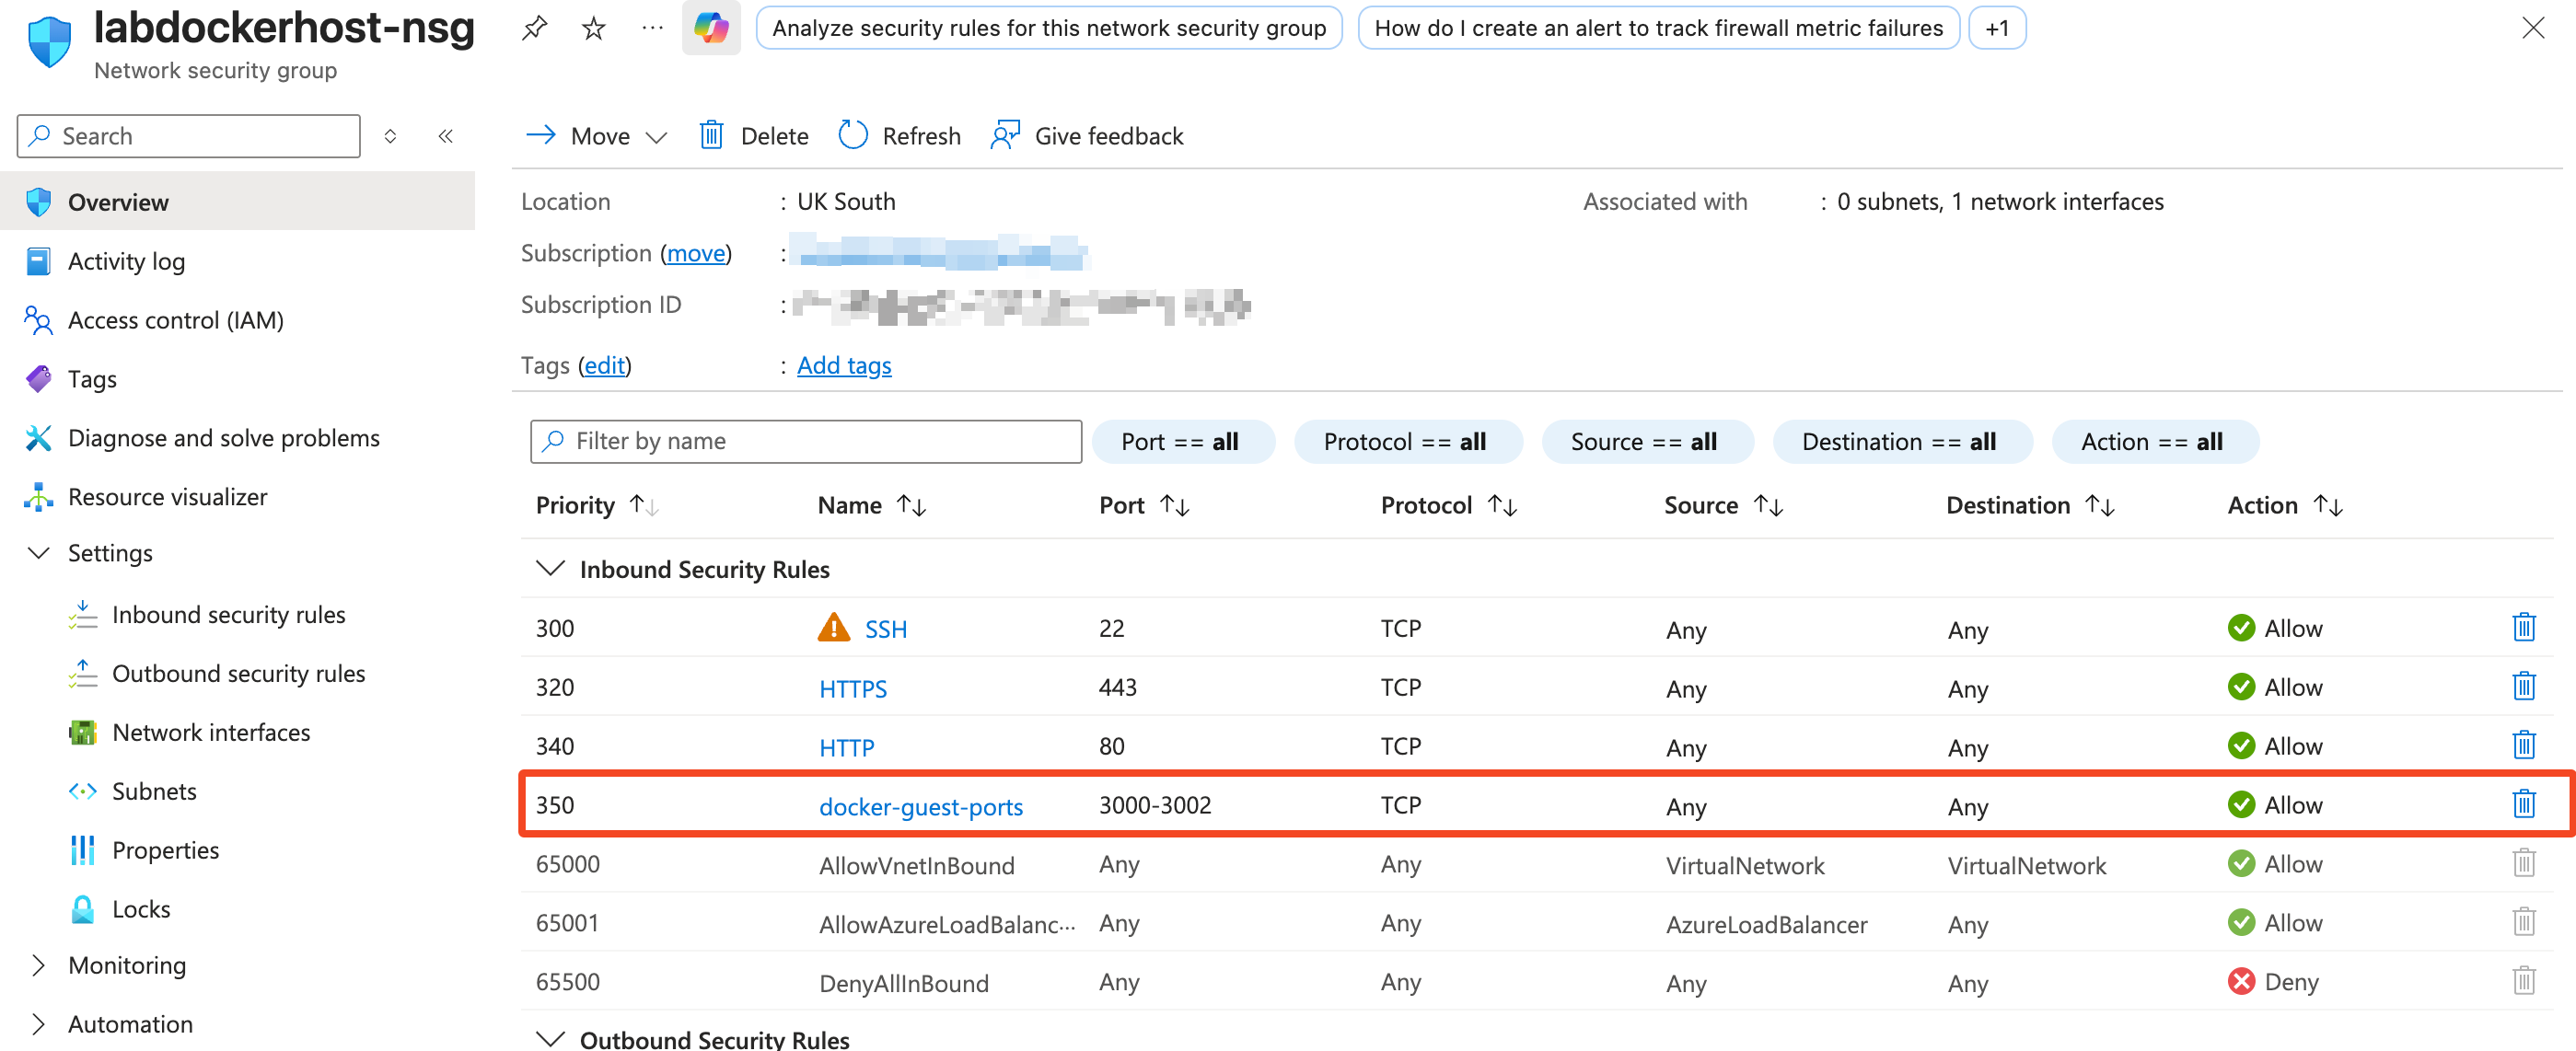 labdockerhost-nsg
Network security group
Analyze security rules for this network security group
How do I create an alert to track firewall metric failures
+1
Search
Move
Delete
Refresh
Give feedback
Overview
Activity log
Access control (IAM)
Tags
Diagnose and solve problems
Resource visualizer
Settings
Inbound security rules
Outbound security rules
Network interfaces
Subnets
Properties
Locks
Monitoring
Automation
Location : UK South
Associated with : 0 subnets, 1 network interfaces
Subscription (move) :
Subscription ID :
Tags (edit) : Add tags
Filter by name
Port == all
Protocol == all
Source == all
Destination == all
Action == all
Priority Name Port Protocol Source Destination Action
Inbound Security Rules
300 SSH 22 TCP Any Any Allow
320 HTTPS 443 TCP Any Any Allow
340 HTTP 80 TCP Any Any Allow
350 docker-guest-ports 3000-3002 TCP Any Any Allow
65000 AllowVnetInBound Any Any VirtualNetwork VirtualNetwork Allow
65001 AllowAzureLoadBalanc... Any Any AzureLoadBalancer Any Allow
65500 DenyAllInBound Any Any Any Any Deny
Outbound Security Rules